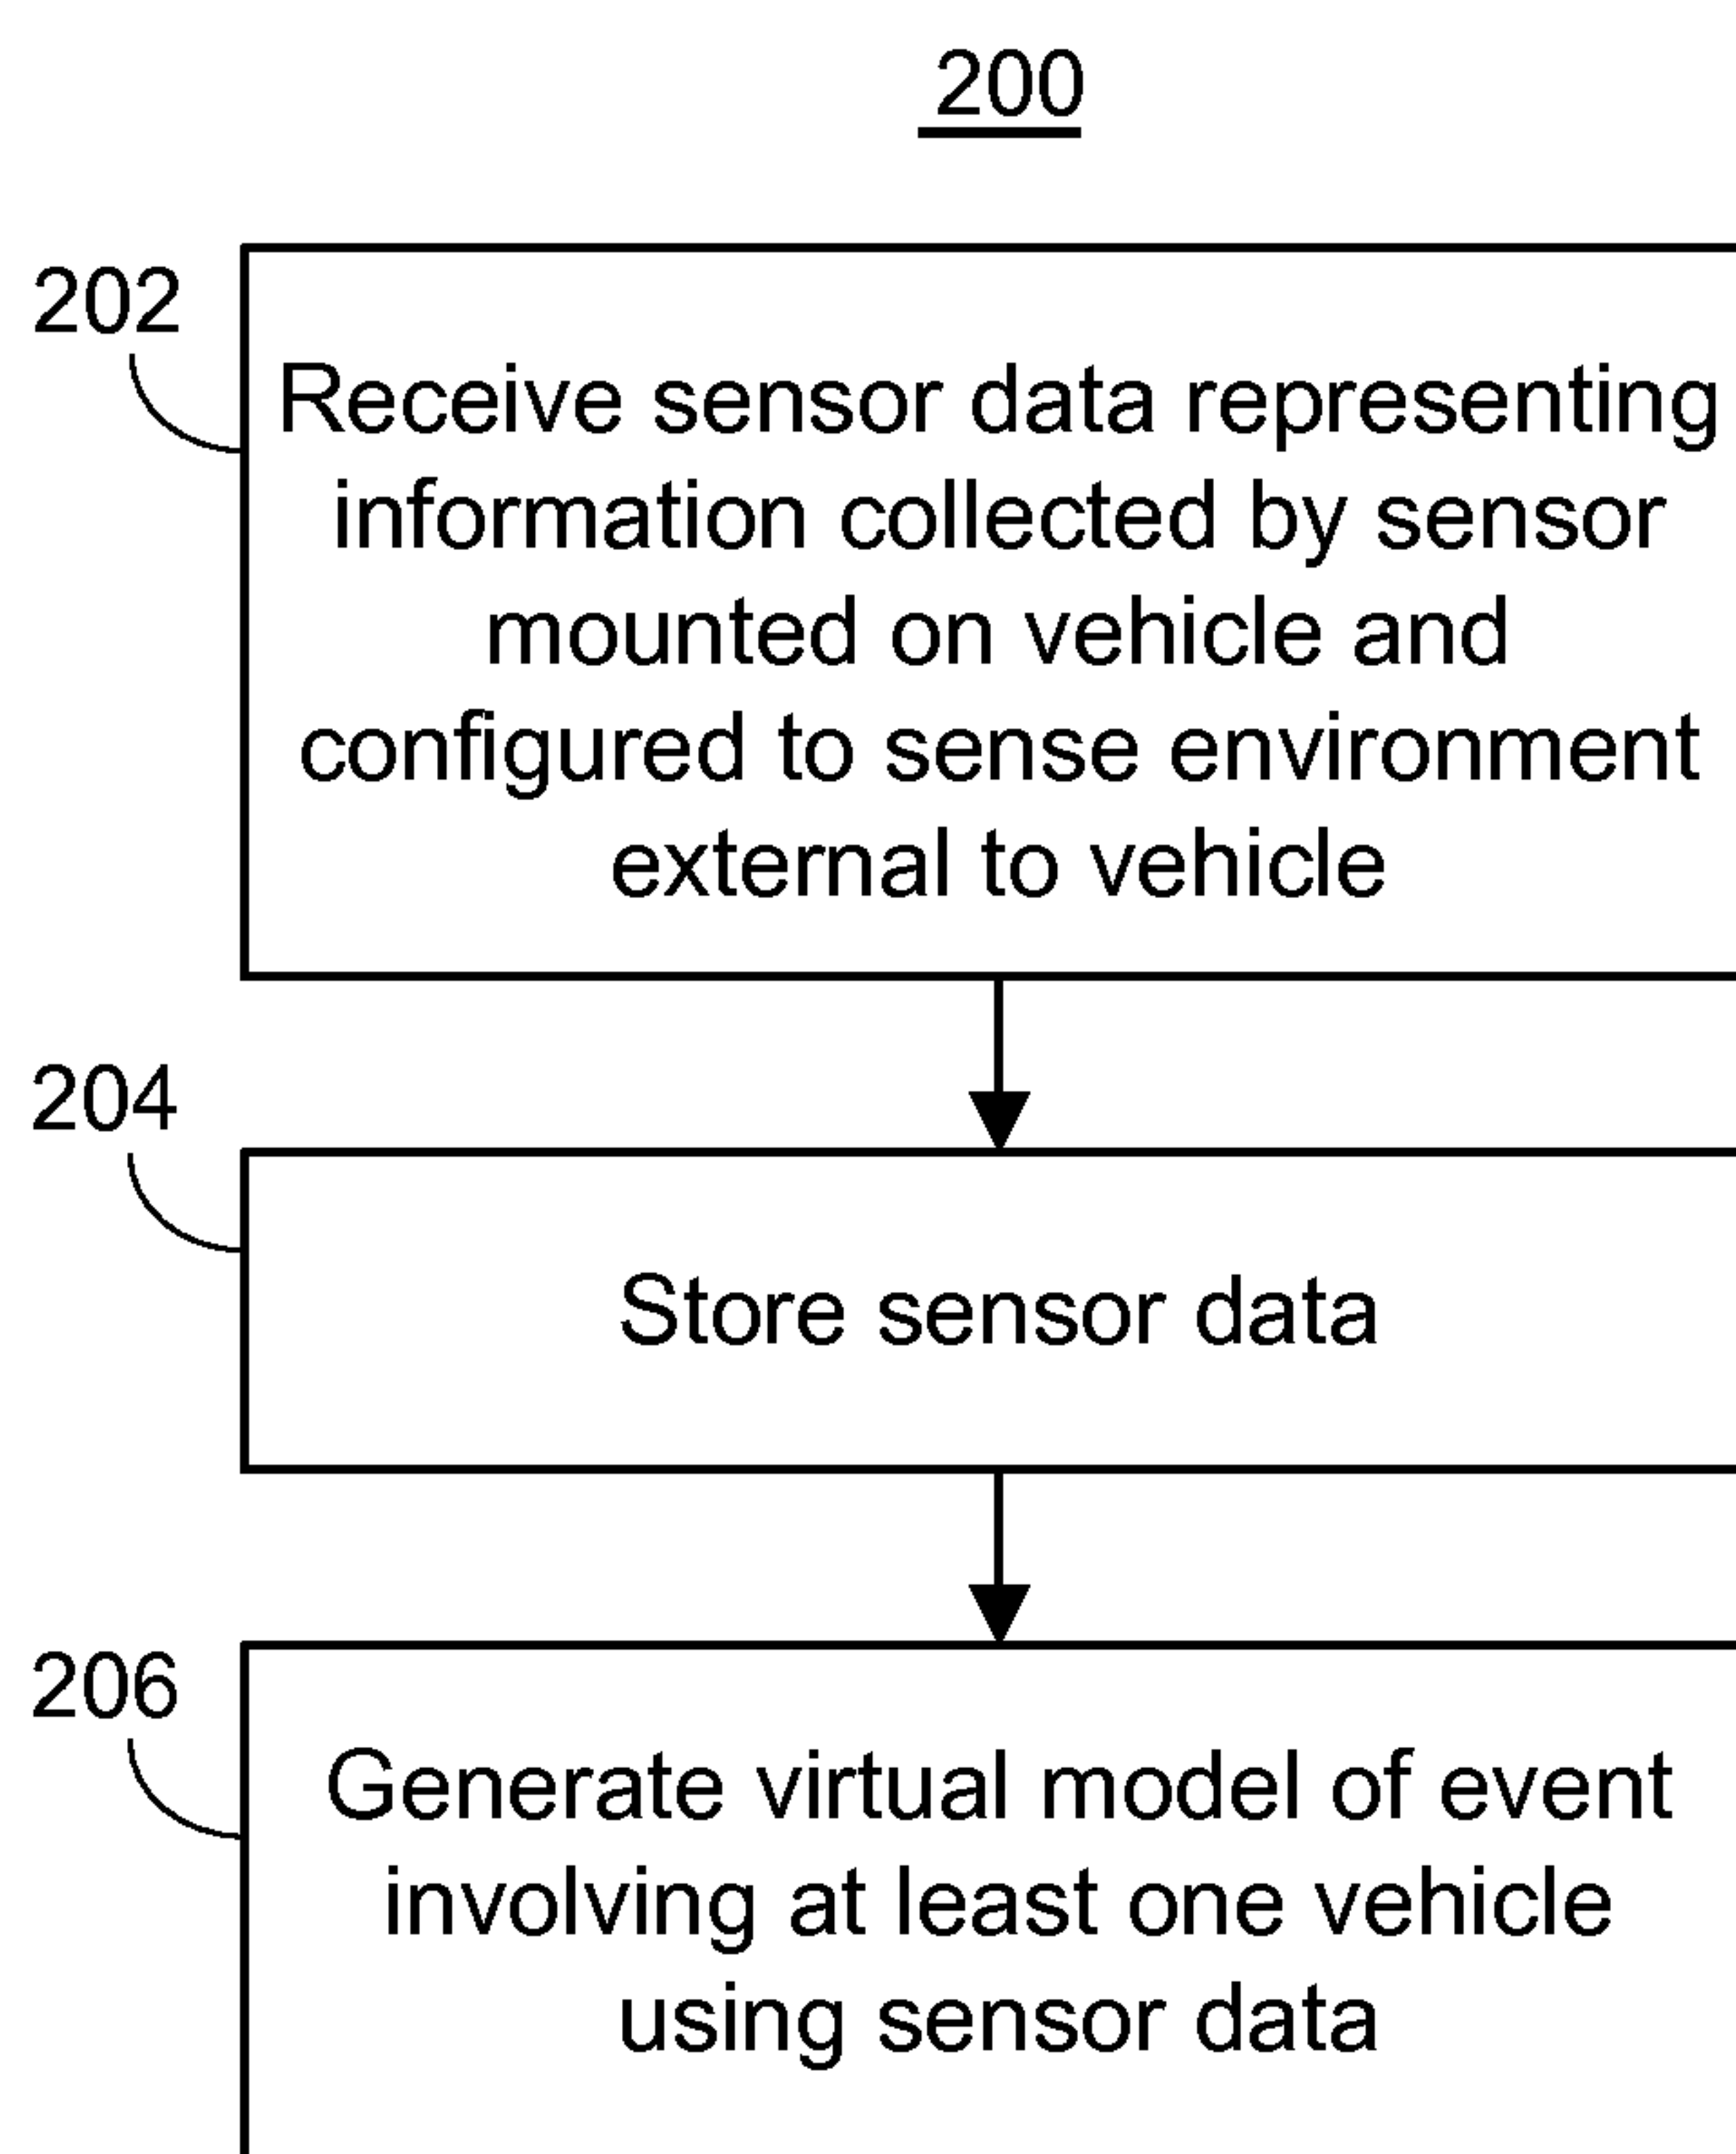 200
202
Receive sensor data representing
information collected by sensor
mounted on vehicle and
configured to sense environment
external to vehicle
204
Store sensor data
206
Generate virtual model of event
involving at least one vehicle
using sensor data